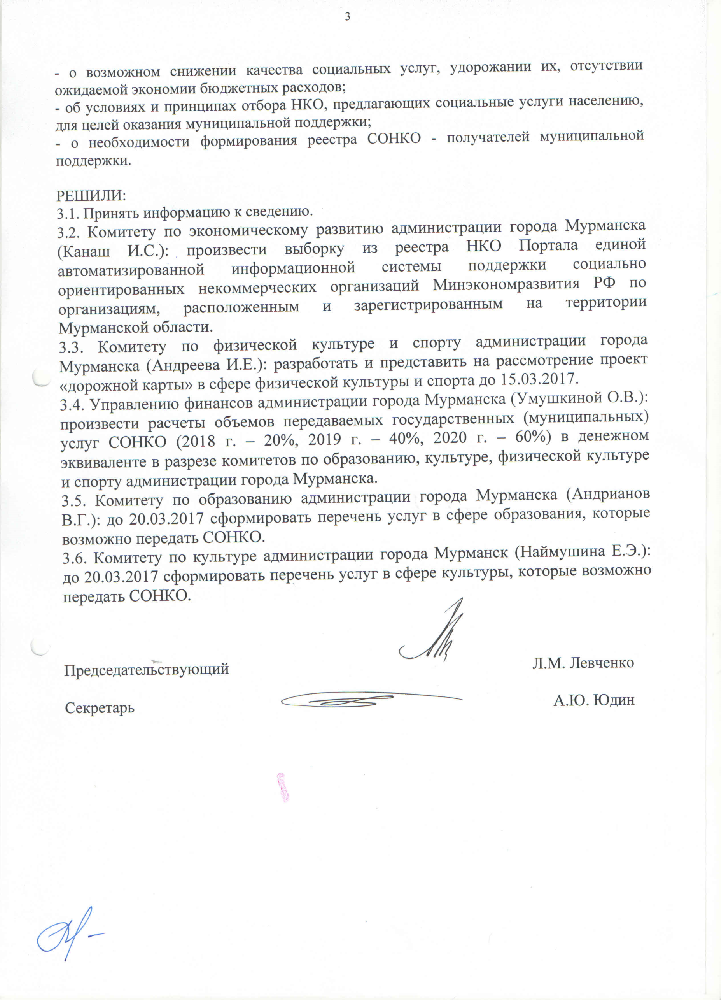 3
- о возможном снижении качества социальных услуг, удорожании их, отсутствии
ожидаемой экономии бюджетных расходов;
- об условиях и принципах отбора НКО, предлагающих социальные услуги населению,
для целей оказания муниципальной поддержки;
- о необходимости формирования реестра СОНКО - получателей муниципальной
поддержки.
РЕШИЛИ:
3.1. Принять информацию к сведению.
3.2. Комитету по экономическому развитию администрации города Мурманска
(Канаш И.С.): произвести выборку из реестра НКО Портала единой
автоматизированной информационной системы поддержки социально
ориентированных некоммерческих организаций Минэкономразвития РФ по
организациям, расположенным и зарегистрированным на территории
Мурманской области.
3.3. Комитету по физической культуре и спорту администрации города
Мурманска (Андреева И.Е.): разработать и представить на рассмотрение проект
«дорожной карты» в сфере физической культуры и спорта до 15.03.2017.
3.4. Управлению финансов администрации города Мурманска (Умушкиной О.В.):
произвести расчеты объемов передаваемых государственных (муниципальных)
услуг СОНКО (2018 г. – 20%, 2019 г. – 40%, 2020 г. – 60%) в денежном
эквиваленте в разрезе комитетов по образованию, культуре, физической культуре
и спорту администрации города Мурманска.
3.5. Комитету по образованию администрации города Мурманска (Андрианов
В.Г.): до 20.03.2017 сформировать перечень услуг в сфере образования, которые
возможно передать СОНКО.
3.6. Комитету по культуре администрации города Мурманск (Наймушина Е.Э.):
до 20.03.2017 сформировать перечень услуг в сфере культуры, которые возможно
передать СОНКО.
Председательствующий Л.М. Левченко
Секретарь А.Ю. Юдин